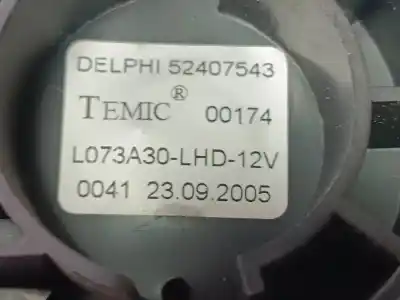 DELPHI 52407543
TEMIC® 00174
L073A30-LHD-12V
0041 23.09.2005